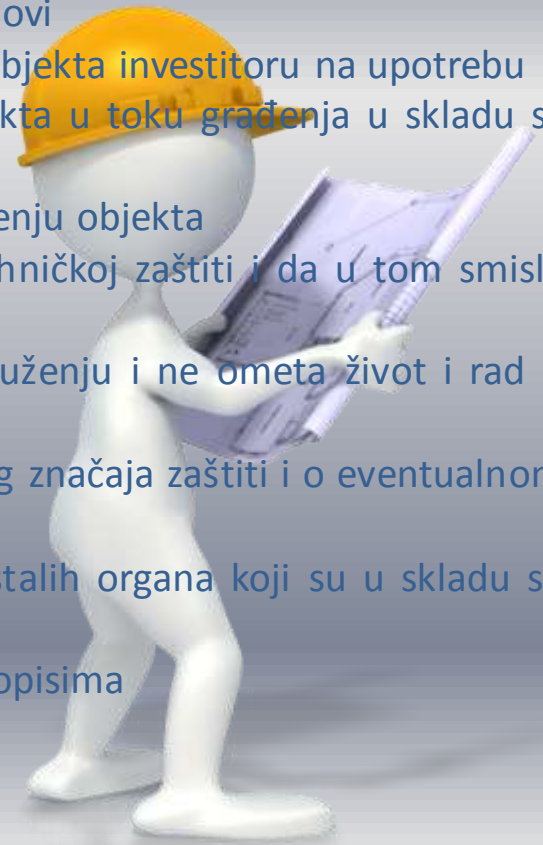 ovi
bjekta investitoru na upotrebu
kta u toku građenja u skladu s
enju objekta
hničkoj zaštiti i da u tom smisl
uženju i ne ometa život i rad
g značaja zaštiti i o eventualnon
stalih organa koji su u skladu s
opisima